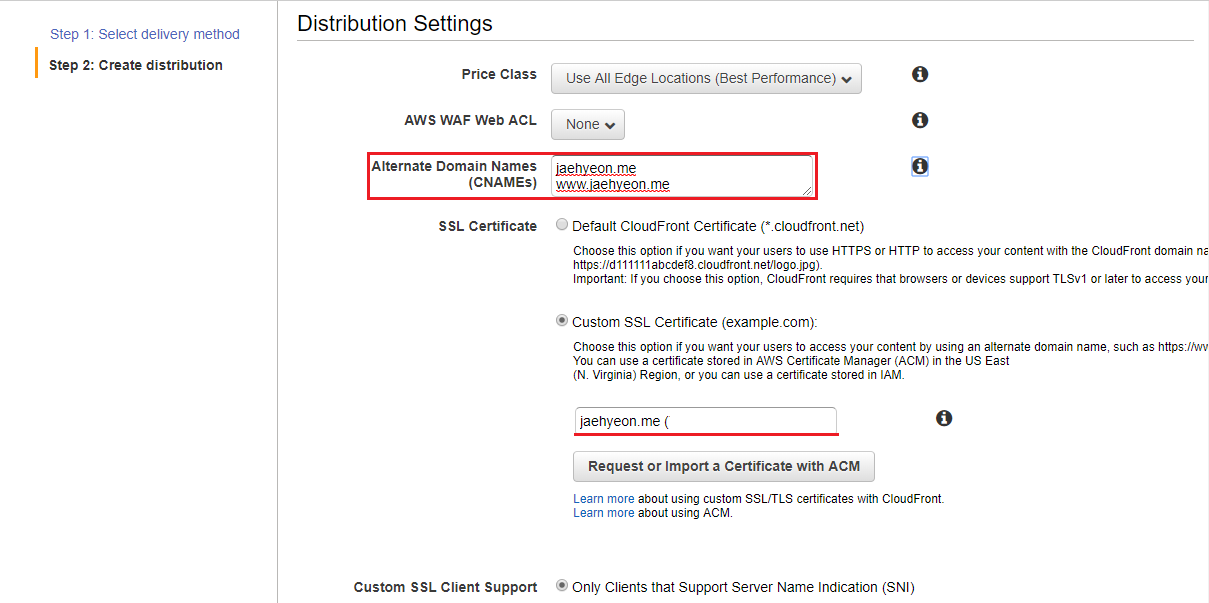 Distribution Settings
Step 1: Select delivery method
Step 2: Create distribution
Price Class
Use All Edge Locations (Best Performance)
AWS WAF Web ACL
None
Alternate Domain Names
(CNAMEs)
jaehyeon.me
www.jaehyeon.me
SSL Certificate
Default CloudFront Certificate (*.cloudfront.net)
Choose this option if you want your users to use HTTPS or HTTP to access your content with the CloudFront domain
https://d111111abcdef8.cloudfront.net/logo.jpg).
Important: If you choose this option, CloudFront requires that browsers or devices support TLSv1 or later to access your
Custom SSL Certificate (example.com):
Choose this option if you want your users to access your content by using an alternate domain name, such as https://ww
You can use a certificate stored in AWS Certificate Manager (ACM) in the US East
(N. Virginia) Region, or you can use a certificate stored in IAM.
jaehyeon.me (
Request or Import a Certificate with ACM
Learn more about using custom SSL/TLS certificates with CloudFront.
Learn more about using ACM.
Custom SSL Client Support
Only Clients that Support Server Name Indication (SNI)